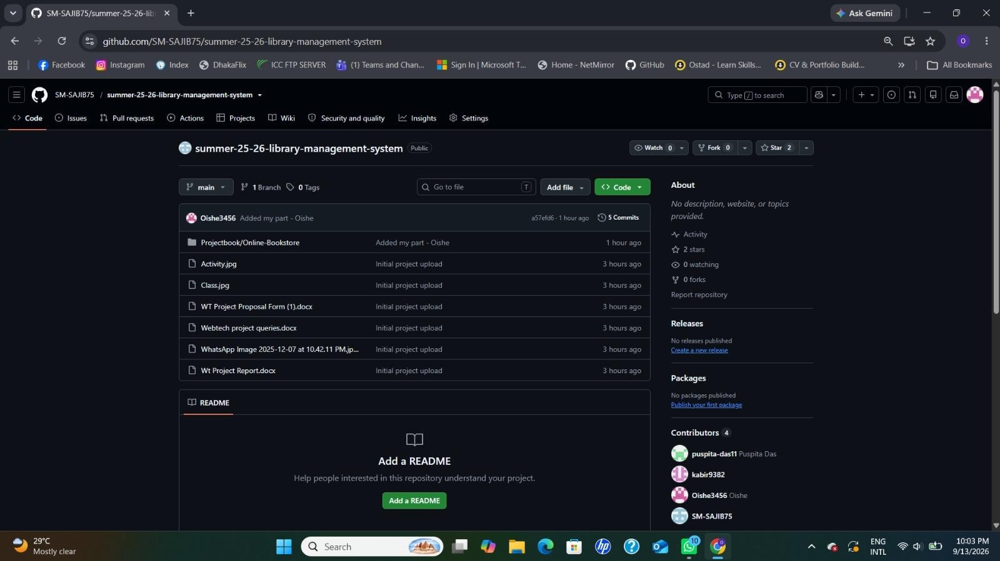 SM-SAJIB75/summer-25-26-lib
Ask Gemini
github.com/SM-SAJIB75/summer-25-26-library-management-system
O
Facebook
Instagram
Index
DhakaFlix
ICC FTP SERVER
(1) Teams and Chan...
Sign In | Microsoft T...
Home - NetMirror
GitHub
Ostad - Learn Skills...
CV & Portfolio Build...
»
All Bookmarks
SM-SAJIB75 / summer-25-26-library-management-system
Type / to search
Code
Issues
Pull requests
Actions
Projects
Wiki
Security and quality
Insights
Settings
summer-25-26-library-management-system Public
Watch 0
Fork 0
Star 2
main
1 Branch
0 Tags
Go to file T
Add file
Code
Oishe3456 Added my part - Oishe a57efd6 · 1 hour ago 5 Commits
Projectbook/Online-Bookstore Added my part - Oishe 1 hour ago
Activity.jpg Initial project upload 3 hours ago
Class.jpg Initial project upload 3 hours ago
WT Project Proposal Form (1).docx Initial project upload 3 hours ago
Webtech project queries.docx Initial project upload 3 hours ago
WhatsApp Image 2025-12-07 at 10.42.11 PM.jp... Initial project upload 3 hours ago
Wt Project Report.docx Initial project upload 3 hours ago
README
Add a README
Help people interested in this repository understand your project.
Add a README
About
No description, website, or topics
provided.
Activity
2 stars
0 watching
0 forks
Report repository
Releases
No releases published
Create a new release
Packages
No packages published
Publish your first package
Contributors 4
puspita-das11 Puspita Das
kabir9382
Oishe3456 Oishe
SM-SAJIB75
29°C
Mostly clear
Search
hp
10
ENG
INTL
10:03 PM
9/13/2026